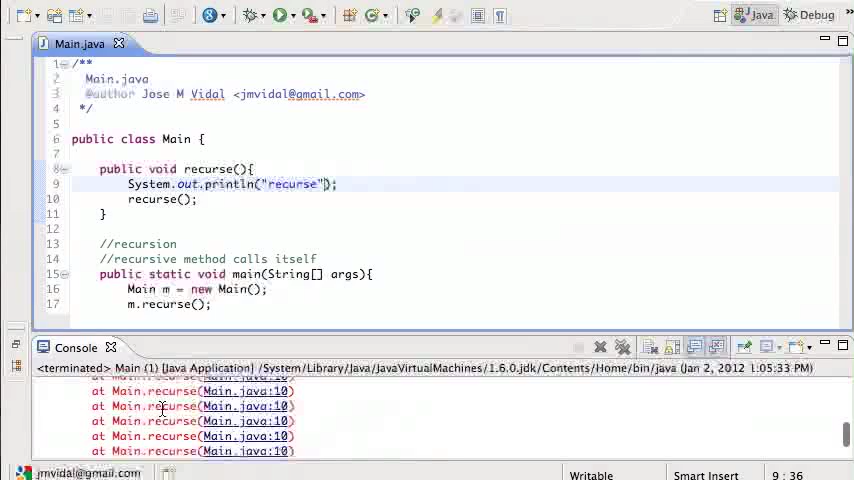 Java Debug
Main.java
1 /**
2 Main.java
3 @author Jose M Vidal <jmvidal@gmail.com>
4 */
5
6 public class Main {
7
8 public void recurse(){
9 System.out.println("recurse");
10 recurse();
11 }
12
13 //recursion
14 //recursive method calls itself
15 public static void main(String[] args){
16 Main m = new Main();
17 m.recurse();
Console
<terminated> Main (1) [Java Application] /System/Library/Java/JavaVirtualMachines/1.6.0.jdk/Contents/Home/bin/java (Jan 2, 2012 1:05:33 PM)
at Main.recurse(Main.java:10)
at Main.recurse(Main.java:10)
at Main.recurse(Main.java:10)
at Main.recurse(Main.java:10)
at Main.recurse(Main.java:10)
at Main.recurse(Main.java:10)
jmvidal@gmail.com Writable Smart Insert 9 : 36